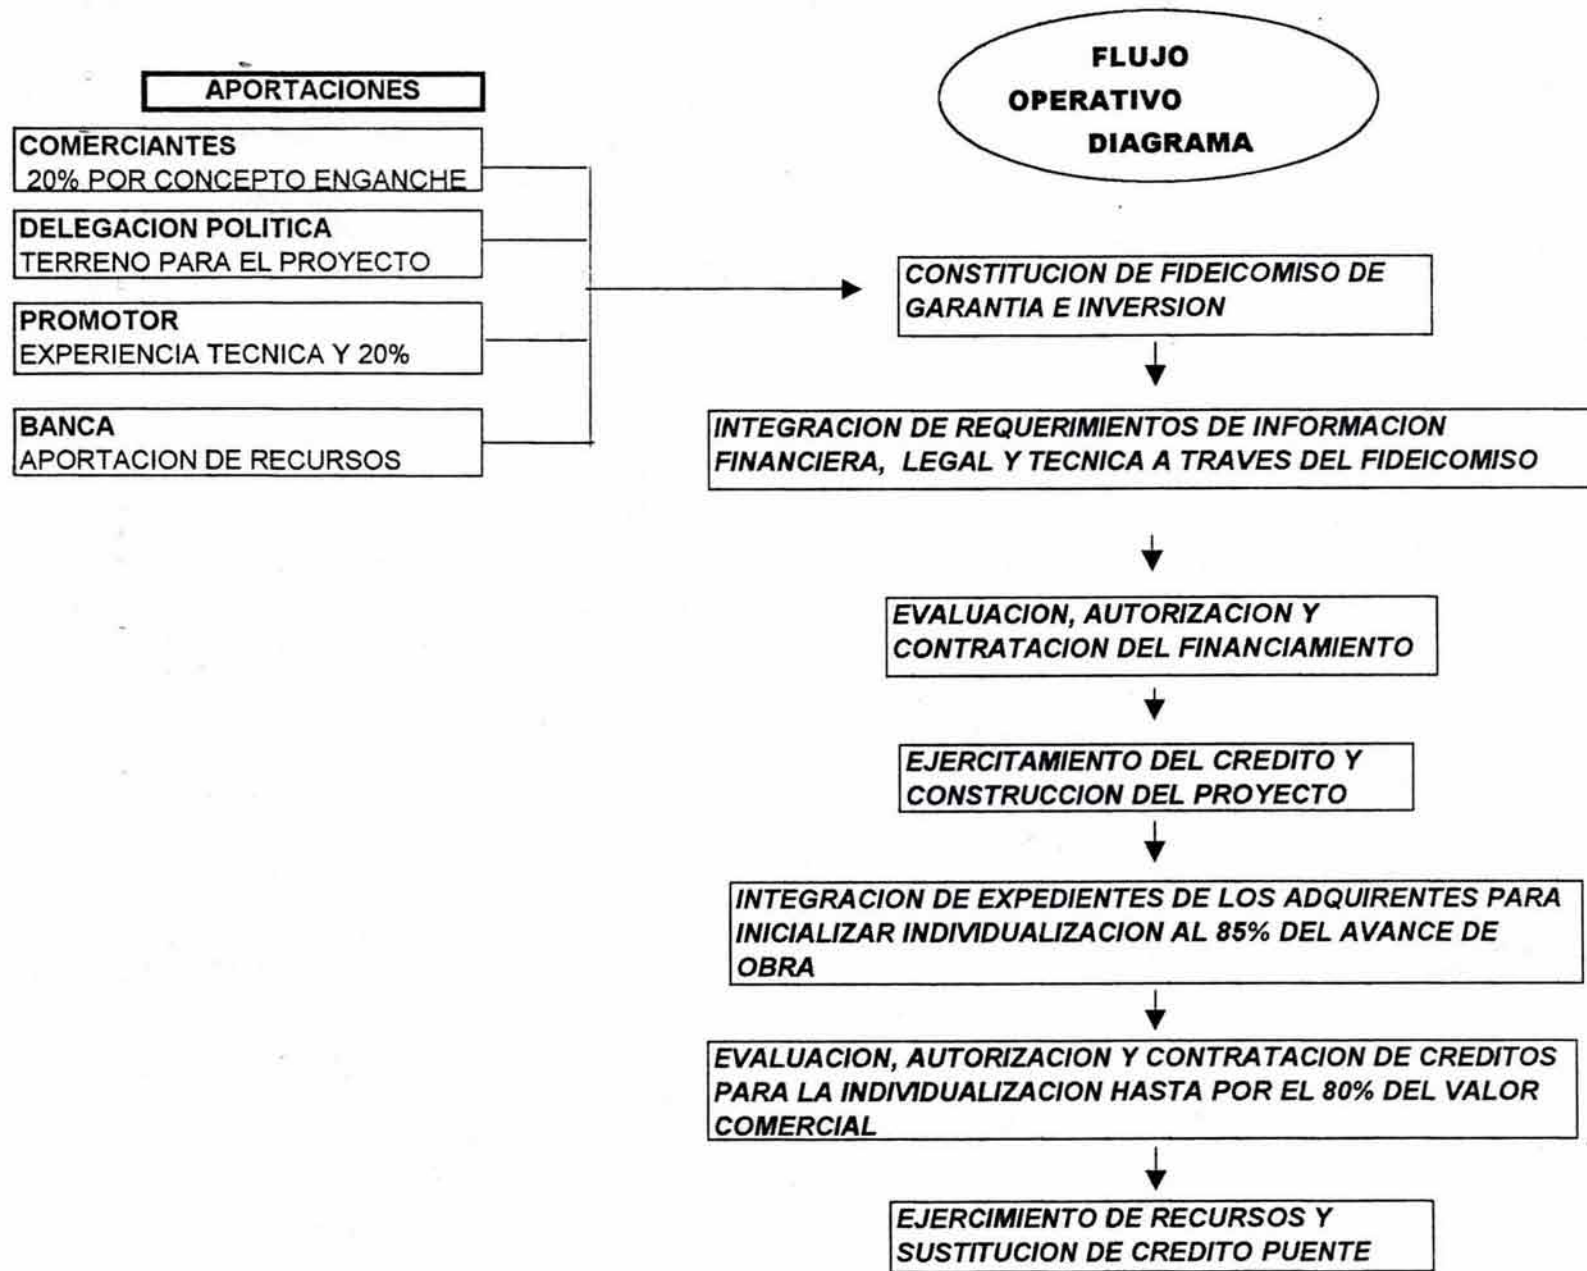 FLUJO
OPERATIVO
DIAGRAMA
APORTACIONES
COMERCIANTES
20% POR CONCEPTO ENGANCHE
DELEGACION POLITICA
TERRENO PARA EL PROYECTO
PROMOTOR
EXPERIENCIA TECNICA Y 20%
BANCA
APORTACION DE RECURSOS
CONSTITUCION DE FIDEICOMISO DE
GARANTIA E INVERSION
INTEGRACION DE REQUERIMIENTOS DE INFORMACION
FINANCIERA, LEGAL Y TECNICA A TRAVES DEL FIDEICOMISO
EVALUACION, AUTORIZACION Y
CONTRATACION DEL FINANCIAMIENTO
EJERCITAMIENTO DEL CREDITO Y
CONSTRUCCION DEL PROYECTO
INTEGRACION DE EXPEDIENTES DE LOS ADQUIRENTES PARA
INICIALIZAR INDIVIDUALIZACION AL 85% DEL AVANCE DE
OBRA
EVALUACION, AUTORIZACION Y CONTRATACION DE CREDITOS
PARA LA INDIVIDUALIZACION HASTA POR EL 80% DEL VALOR
COMERCIAL
EJERCIMIENTO DE RECURSOS Y
SUSTITUCION DE CREDITO PUENTE